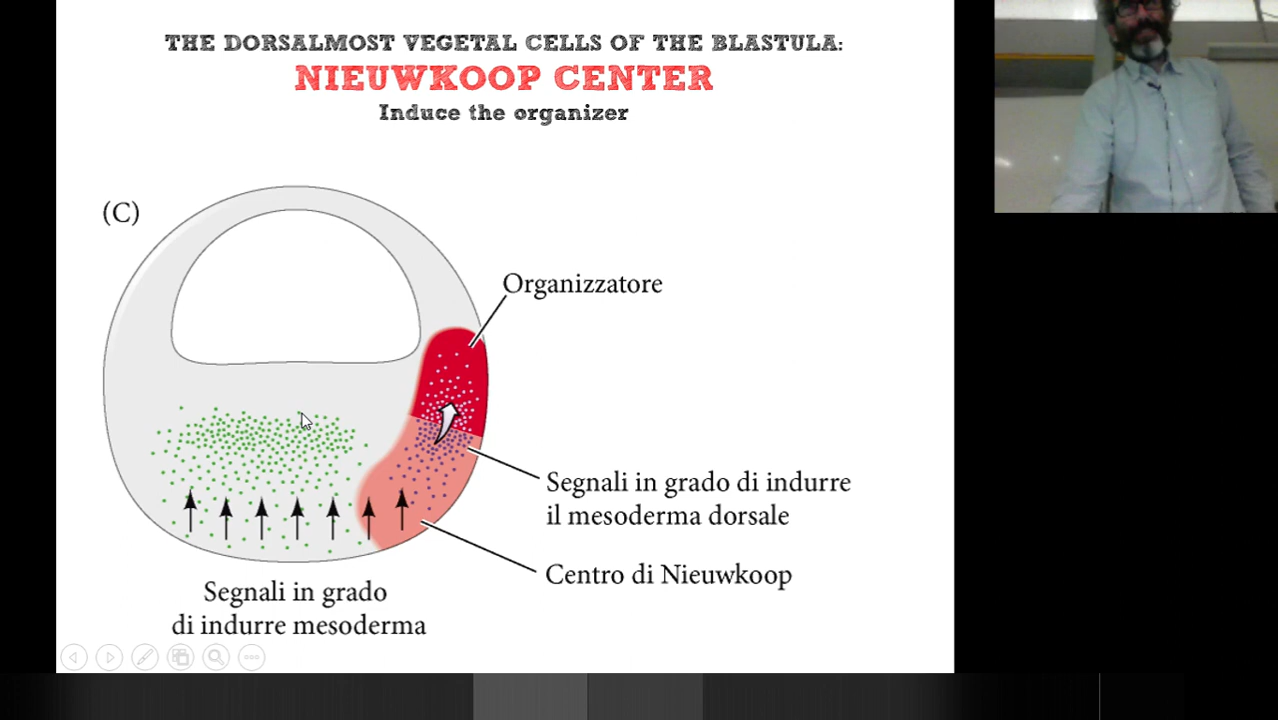 THE DORSALMOST VEGETAL CELLS OF THE BLASTULA:
NIEUWKOOP CENTER
Induce the organizer
(C)
Organizzatore
Segnali in grado di indurre
il mesoderma dorsale
Centro di Nieuwkoop
Segnali in grado
di indurre mesoderma